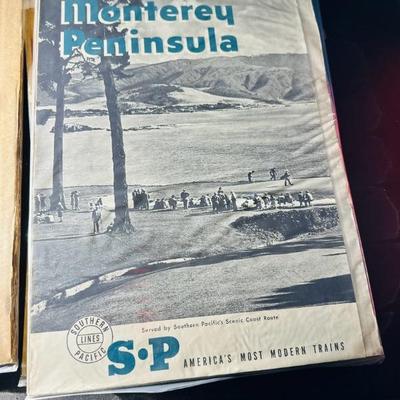 Monterey
Peninsula
Served by Southern Pacific's Scenic Coast Route
SOUTHERN
LINES
PACIFIC
S·P AMERICA'S MOST MODERN TRAINS